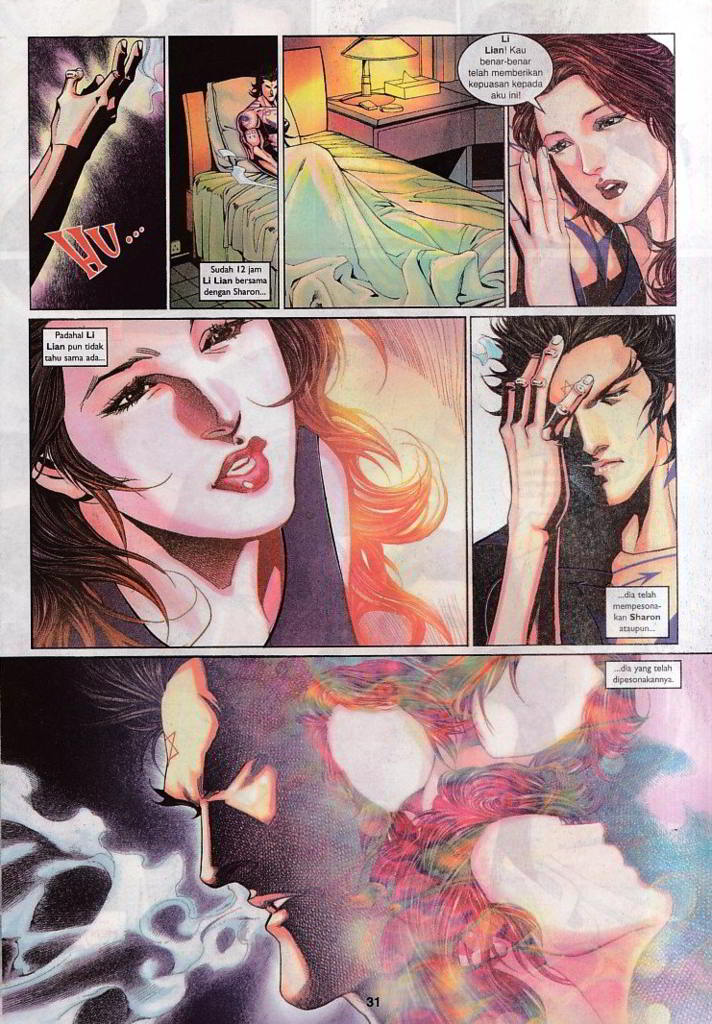 Li
Lian! Kau
benar-benar
telah memberikan
kepuasan kepada
aku ini!
HU...
Sudah 12 jam
Li Lian bersama
dengan Sharon...
Padahal Li
Lian pun tidak
tahu sama ada...
...dia telah
mempesona-
kan Sharon
ataupun...
...dia yang telah
dipesonakannya.
31